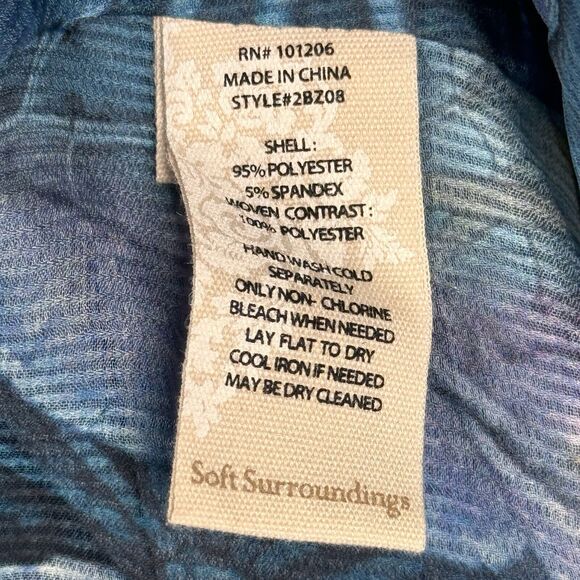 RN# 101206
MADE IN CHINA
STYLE#2BZ08
SHELL:
95% POLYESTER
5% SPANDEX
WOVEN CONTRAST:
100% POLYESTER
HAND WASH COLD
SEPARATELY
ONLY NON- CHLORINE
BLEACH WHEN NEEDED
LAY FLAT TO DRY
COOL IRON IF NEEDED
MAY BE DRY CLEANED
Soft Surroundings